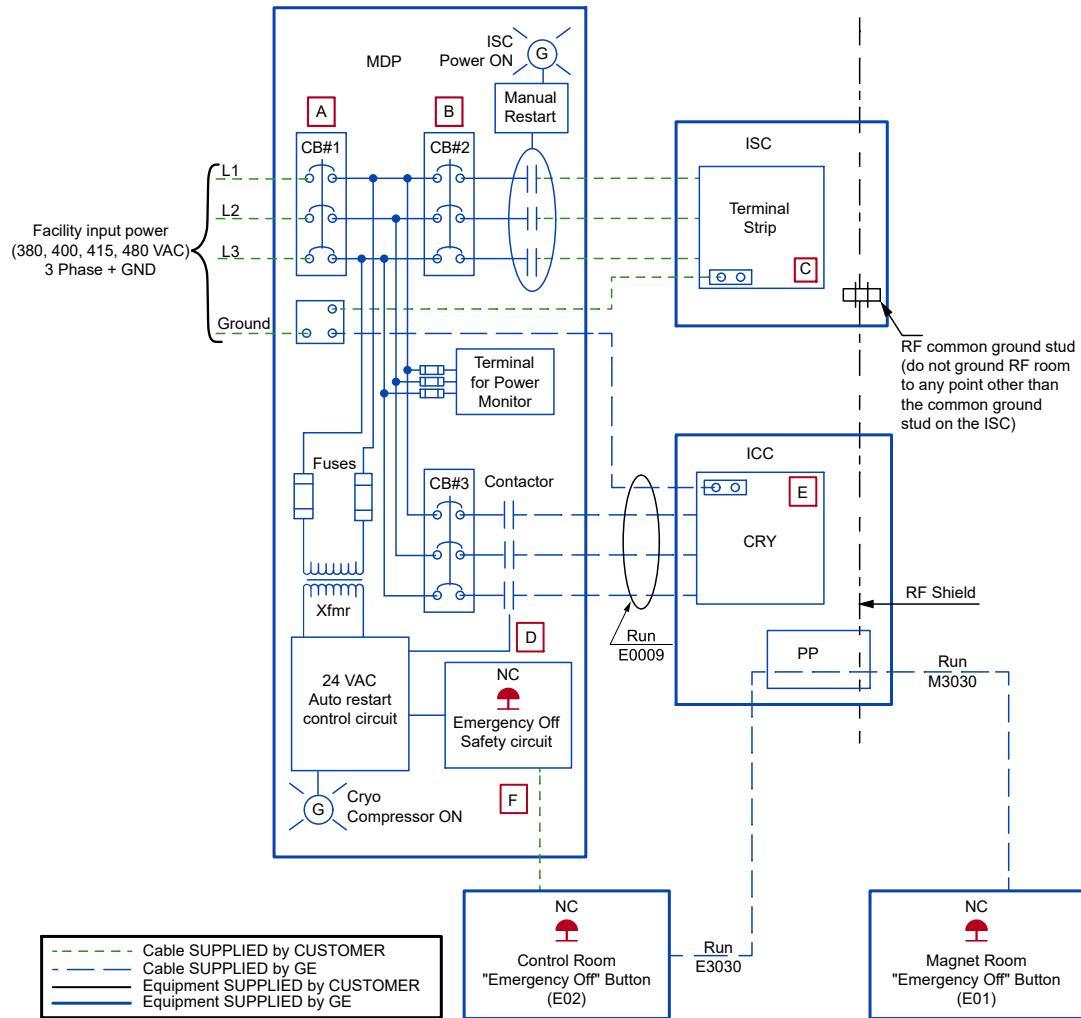 MDP
ISC
Power ON
G
Manual
Restart
A
B
CB#1
CB#2
L1
L2
L3
Facility input power
(380, 400, 415, 480 VAC)
3 Phase + GND
Ground
ISC
Terminal
Strip
C
RF common ground stud
(do not ground RF room
to any point other than
the common ground
stud on the ISC)
Terminal
for Power
Monitor
Fuses
CB#3
Contactor
ICC
E
CRY
Xfmr
D
Run
E0009
RF Shield
PP
Run
M3030
24 VAC
Auto restart
control circuit
NC
Emergency Off
Safety circuit
F
G
Cryo
Compressor ON
NC
Control Room
"Emergency Off" Button
(E02)
Run
E3030
NC
Magnet Room
"Emergency Off" Button
(E01)
Cable SUPPLIED by CUSTOMER
Cable SUPPLIED by GE
Equipment SUPPLIED by CUSTOMER
Equipment SUPPLIED by GE